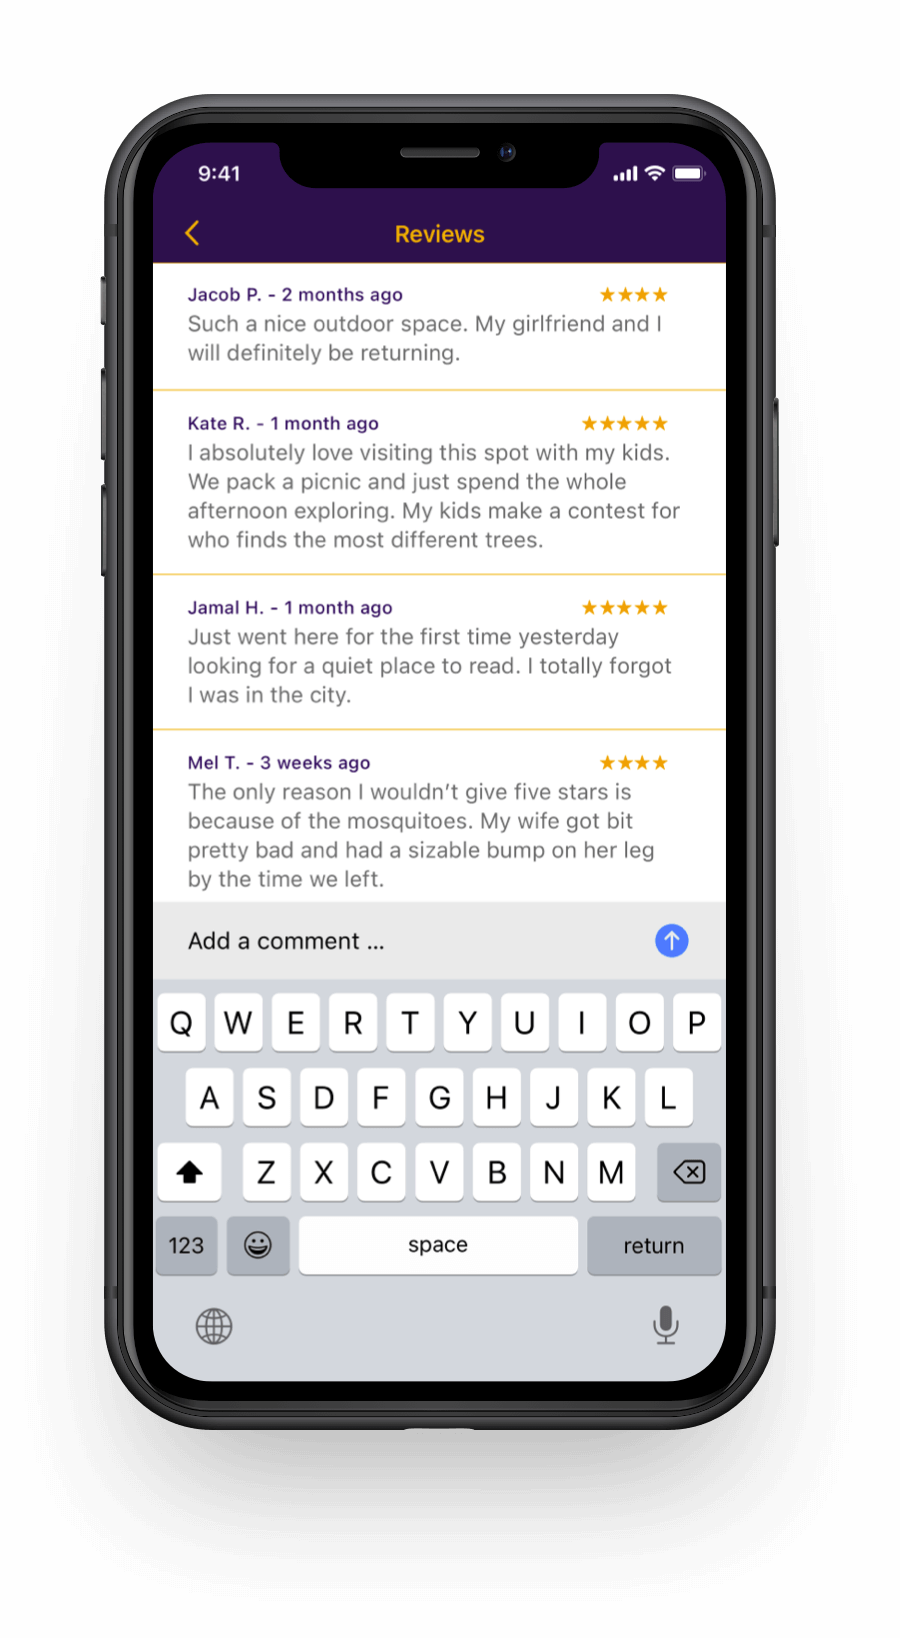 9:41
Reviews
Jacob P. - 2 months ago ★★★★
Such a nice outdoor space. My girlfriend and I
will definitely be returning.
Kate R. - 1 month ago ★★★★★
I absolutely love visiting this spot with my kids.
We pack a picnic and just spend the whole
afternoon exploring. My kids make a contest for
who finds the most different trees.
Jamal H. - 1 month ago ★★★★★
Just went here for the first time yesterday
looking for a quiet place to read. I totally forgot
I was in the city.
Mel T. - 3 weeks ago ★★★★
The only reason I wouldn’t give five stars is
because of the mosquitoes. My wife got bit
pretty bad and had a sizable bump on her leg
by the time we left.
Add a comment ...
Q W E R T Y U I O P
A S D F G H J K L
Z X C V B N M
123 space return